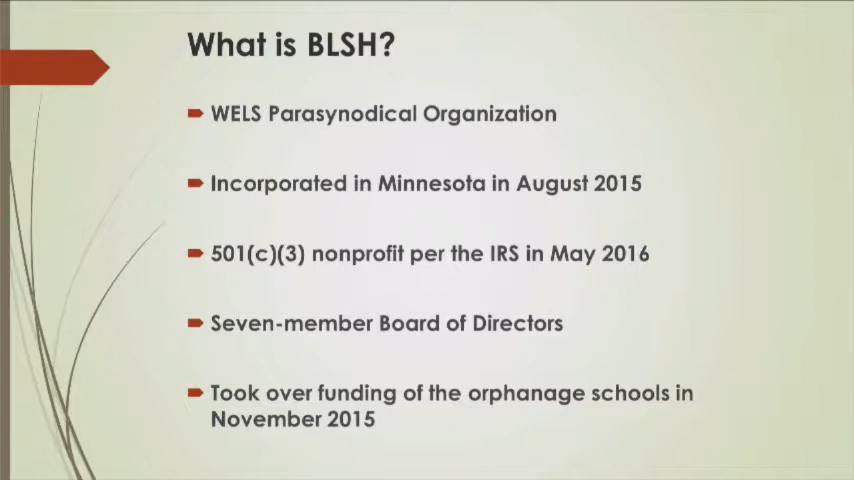 What is BLSH?
WELS Parasynodical Organization
Incorporated in Minnesota in August 2015
501(c)(3) nonprofit per the IRS in May 2016
Seven-member Board of Directors
Took over funding of the orphanage schools in
November 2015